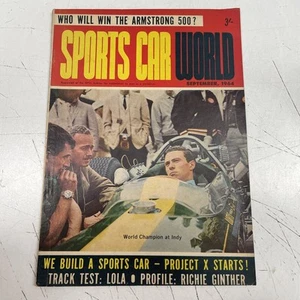 WHO WILL WIN THE ARMSTRONG 500?
3/-
SPORTS CAR WORLD
SEPTEMBER, 1964
World Champion at Indy
WE BUILD A SPORTS CAR — PROJECT X STARTS!
TRACK TEST: LOLA ● PROFILE: RICHIE GINTHER